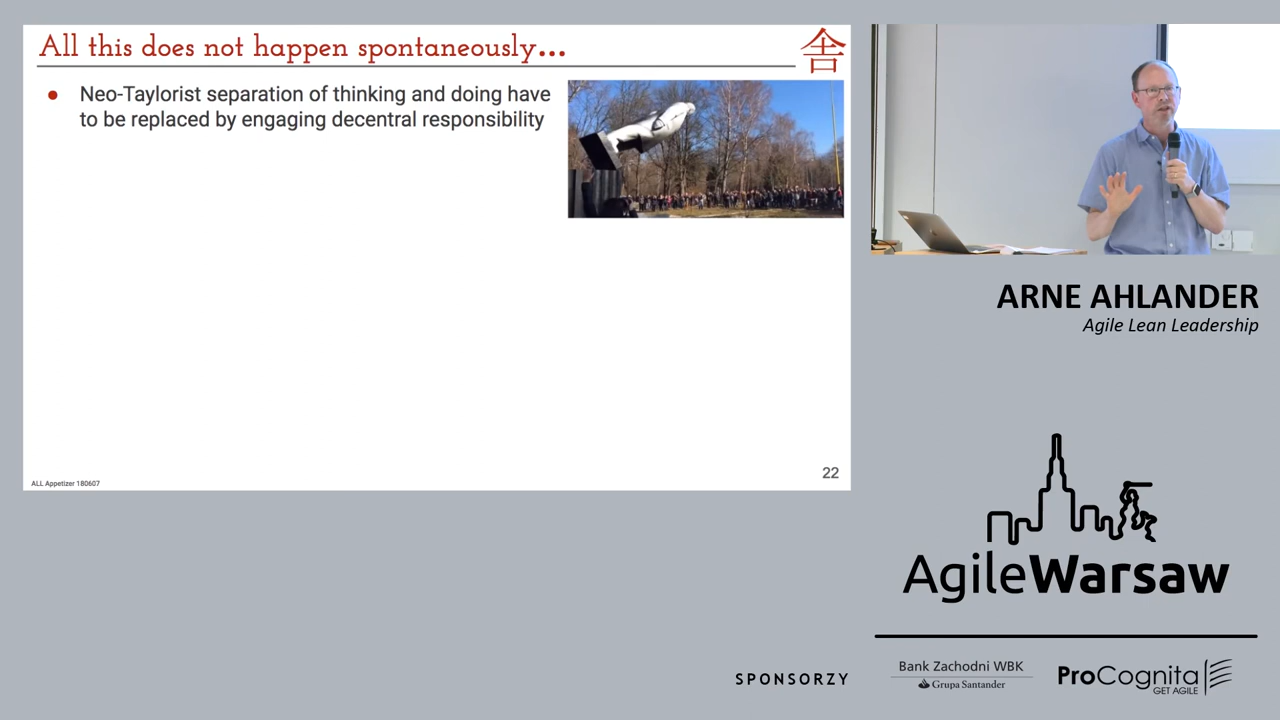 All this does not happen spontaneously...
舎
● Neo-Taylorist separation of thinking and doing have
to be replaced by engaging decentral responsibility
22
ALL Appetizer 180607
ARNE AHLANDER
Agile Lean Leadership
AgileWarsaw
SPONSORZY
Bank Zachodni WBK
Grupa Santander
ProCognita
GET AGILE